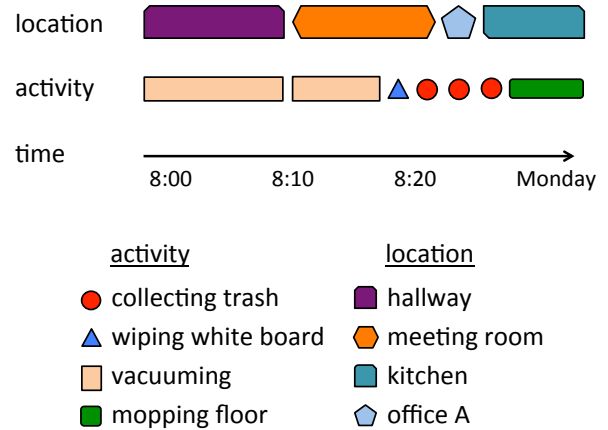 location
activity
time
8:00 8:10 8:20 Monday
activity location
collecting trash hallway
wiping white board meeting room
vacuuming kitchen
mopping floor office A